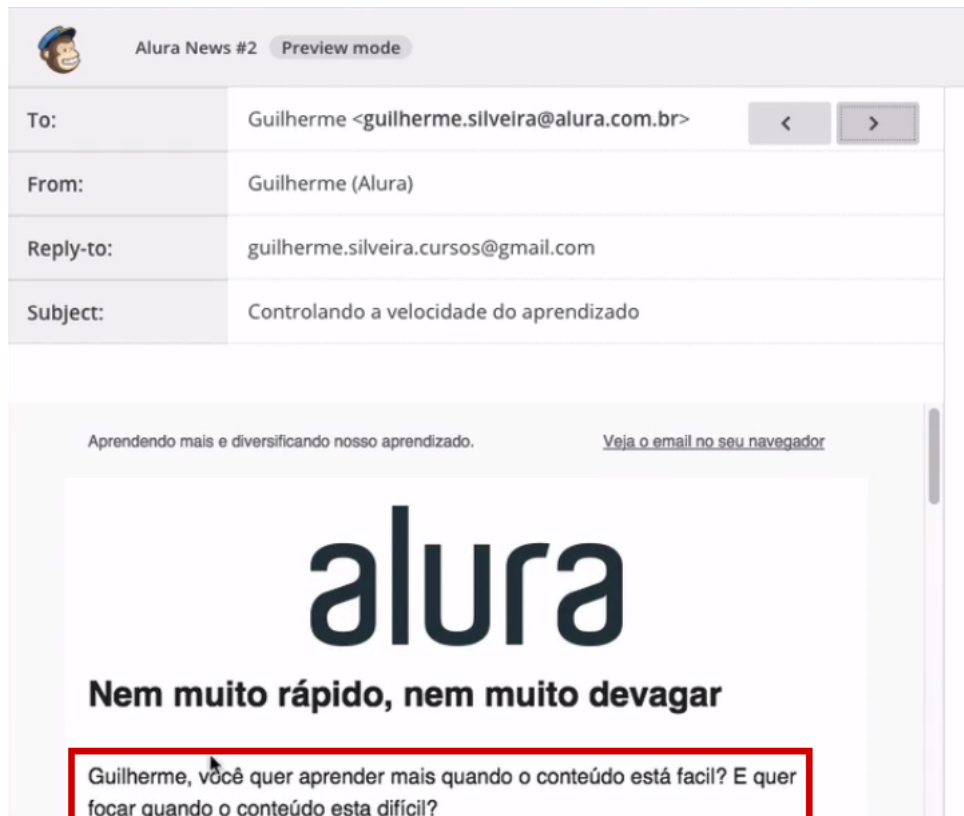 Alura News #2 Preview mode
To: Guilherme <guilherme.silveira@alura.com.br> < >
From: Guilherme (Alura)
Reply-to: guilherme.silveira.cursos@gmail.com
Subject: Controlando a velocidade do aprendizado
Aprendendo mais e diversificando nosso aprendizado. Veja o email no seu navegador
alura
Nem muito rápido, nem muito devagar
Guilherme, você quer aprender mais quando o conteúdo está facil? E quer
focar quando o conteúdo esta difícil?